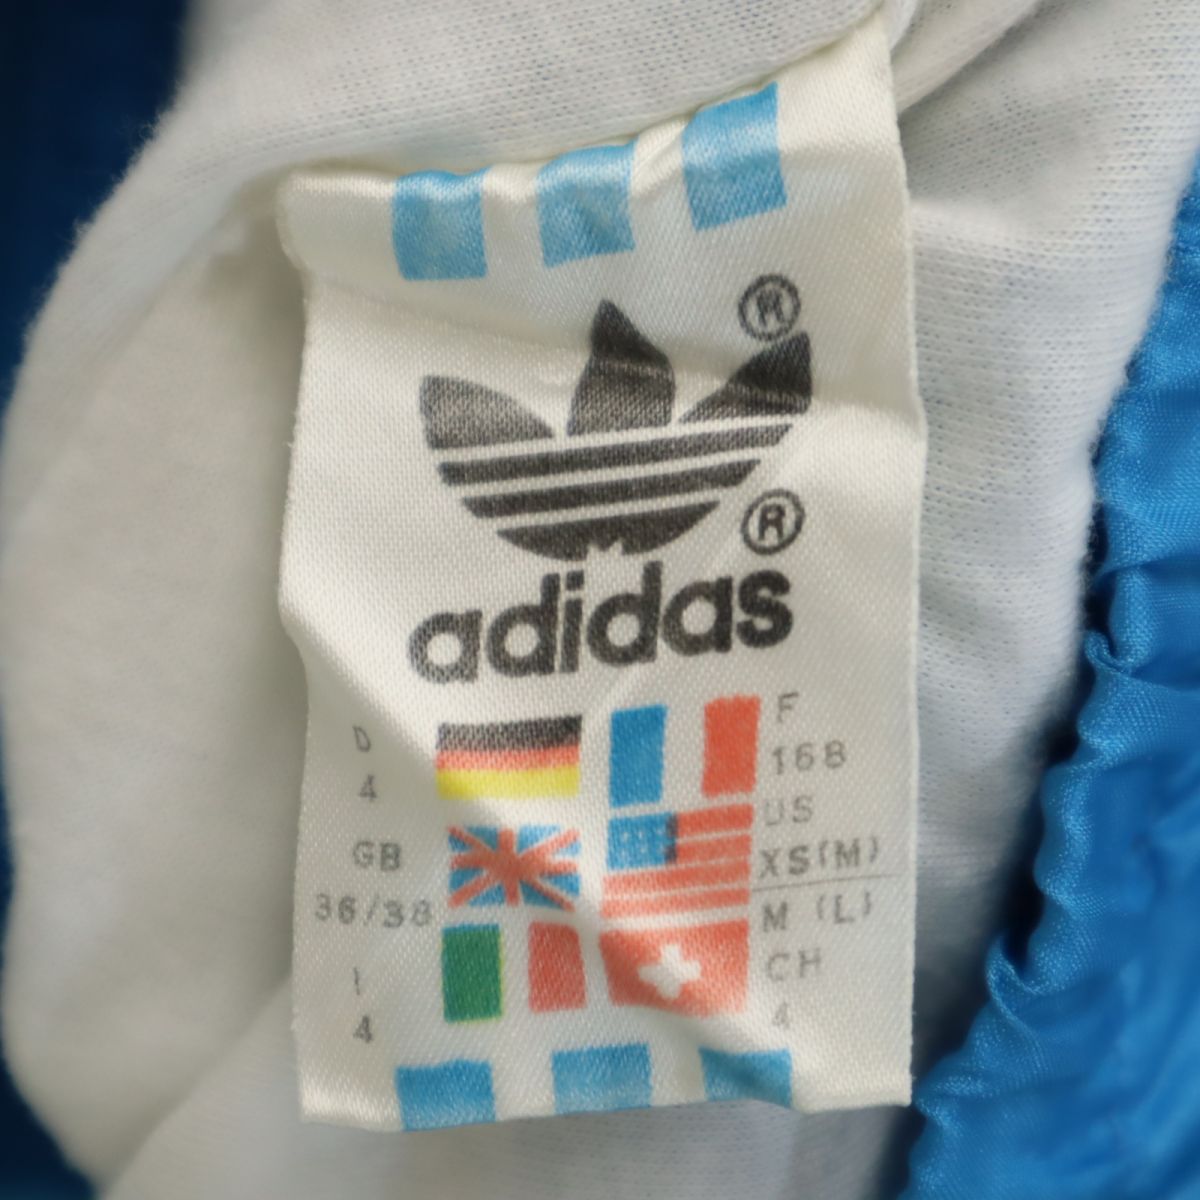 ®
®
adidas
D
4
GB
36/38
I
4
F
168
US
XS(M)
M (L)
CH
4